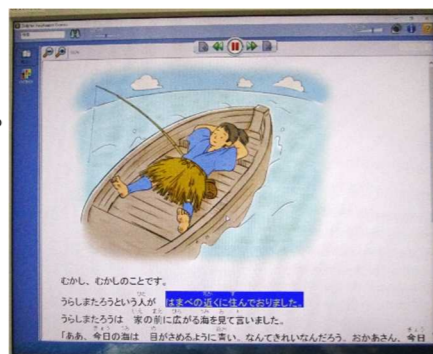 むかし、むかしのことです。
うらしまたろうという人が はまべの近くに住んでおりました。
うらしまたろうは 家の前に広がる海を見て言いました。
「ああ、今日の海は 目がさめるように青い、なんてきれいなんだろう、おかあさん、今日